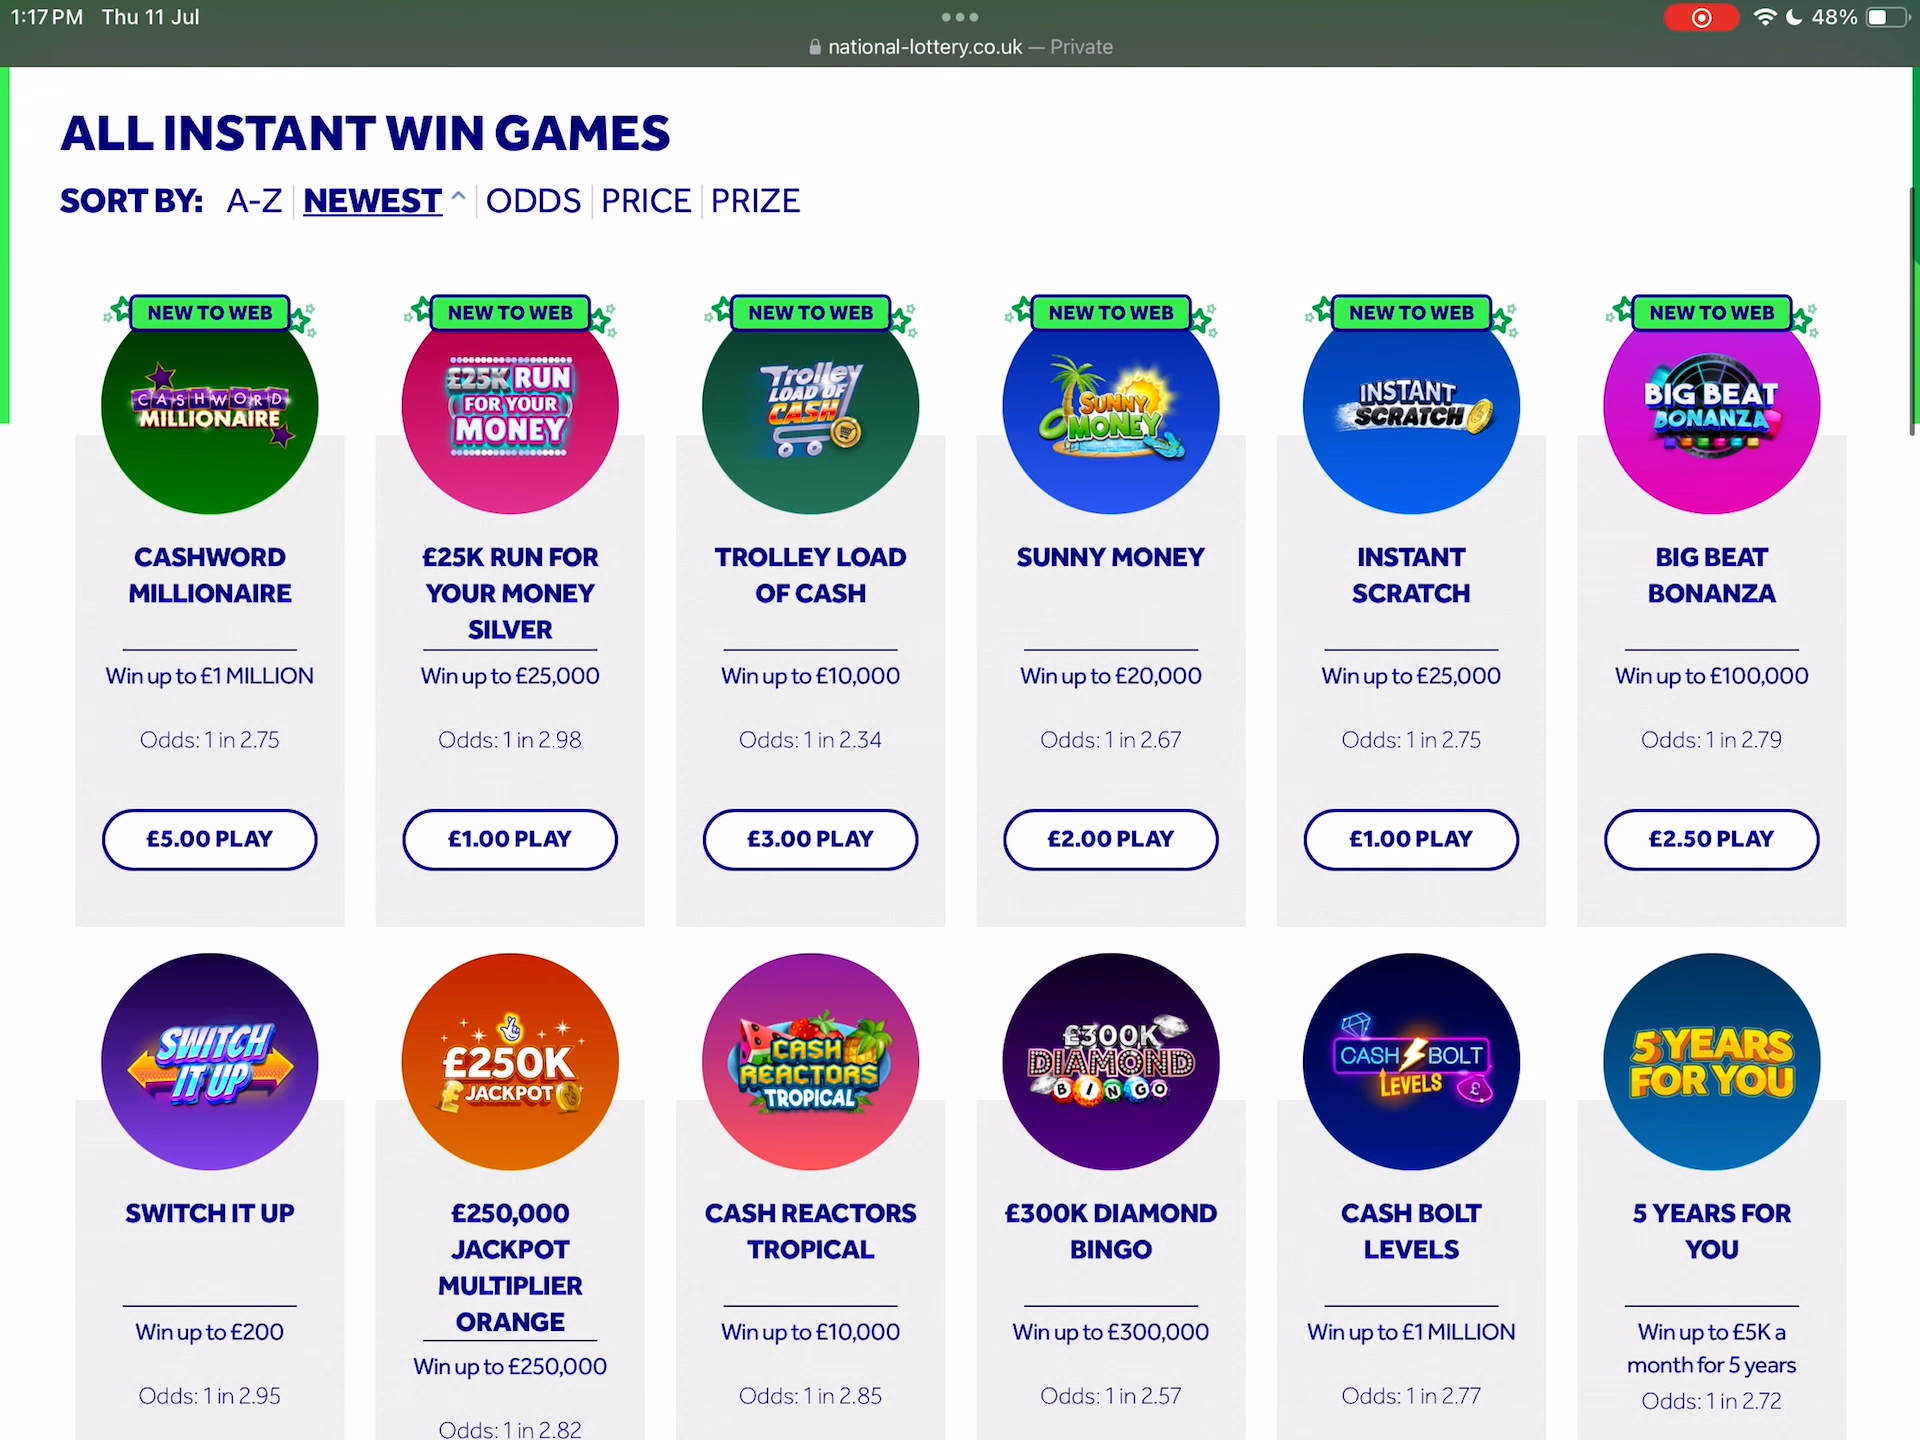 1:17 PM Thu 11 Jul
48%
national-lottery.co.uk — Private
ALL INSTANT WIN GAMES
SORT BY: A-Z NEWEST ^ ODDS PRICE PRIZE
NEW TO WEB NEW TO WEB NEW TO WEB NEW TO WEB NEW TO WEB NEW TO WEB
CASHWORD
MILLIONAIRE
£25K RUN
FOR YOUR
MONEY
Trolley
LOAD OF
CASH
SUNNY
MONEY
INSTANT
SCRATCH
BIG BEAT
BONANZA
CASHWORD
MILLIONAIRE
£25K RUN FOR
YOUR MONEY
SILVER
TROLLEY LOAD
OF CASH
SUNNY MONEY
INSTANT
SCRATCH
BIG BEAT
BONANZA
Win up to £1 MILLION
Win up to £25,000
Win up to £10,000
Win up to £20,000
Win up to £25,000
Win up to £100,000
Odds: 1 in 2.75
Odds: 1 in 2.98
Odds: 1 in 2.34
Odds: 1 in 2.67
Odds: 1 in 2.75
Odds: 1 in 2.79
£5.00 PLAY
£1.00 PLAY
£3.00 PLAY
£2.00 PLAY
£1.00 PLAY
£2.50 PLAY
SWITCH
IT UP
£250K
JACKPOT
CASH
REACTORS
TROPICAL
£300K
DIAMOND
BINGO
CASH BOLT
LEVELS
£
5 YEARS
FOR YOU
SWITCH IT UP
£250,000
JACKPOT
MULTIPLIER
ORANGE
CASH REACTORS
TROPICAL
£300K DIAMOND
BINGO
CASH BOLT
LEVELS
5 YEARS FOR
YOU
Win up to £200
Win up to £250,000
Win up to £10,000
Win up to £300,000
Win up to £1 MILLION
Win up to £5K a
month for 5 years
Odds: 1 in 2.95
Odds: 1 in 2.82
Odds: 1 in 2.85
Odds: 1 in 2.57
Odds: 1 in 2.77
Odds: 1 in 2.72